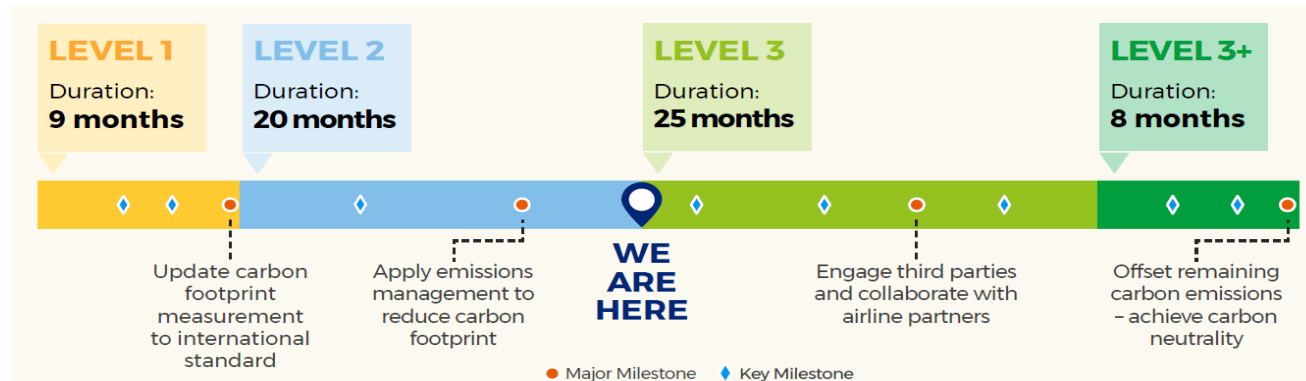 LEVEL 1
Duration:
9 months
LEVEL 2
Duration:
20 months
LEVEL 3
Duration:
25 months
LEVEL 3+
Duration:
8 months
Update carbon
footprint
measurement
to international
standard
Apply emissions
management to
reduce carbon
footprint
WE
ARE
HERE
Engage third parties
and collaborate with
airline partners
Offset remaining
carbon emissions
– achieve carbon
neutrality
Major Milestone
Key Milestone